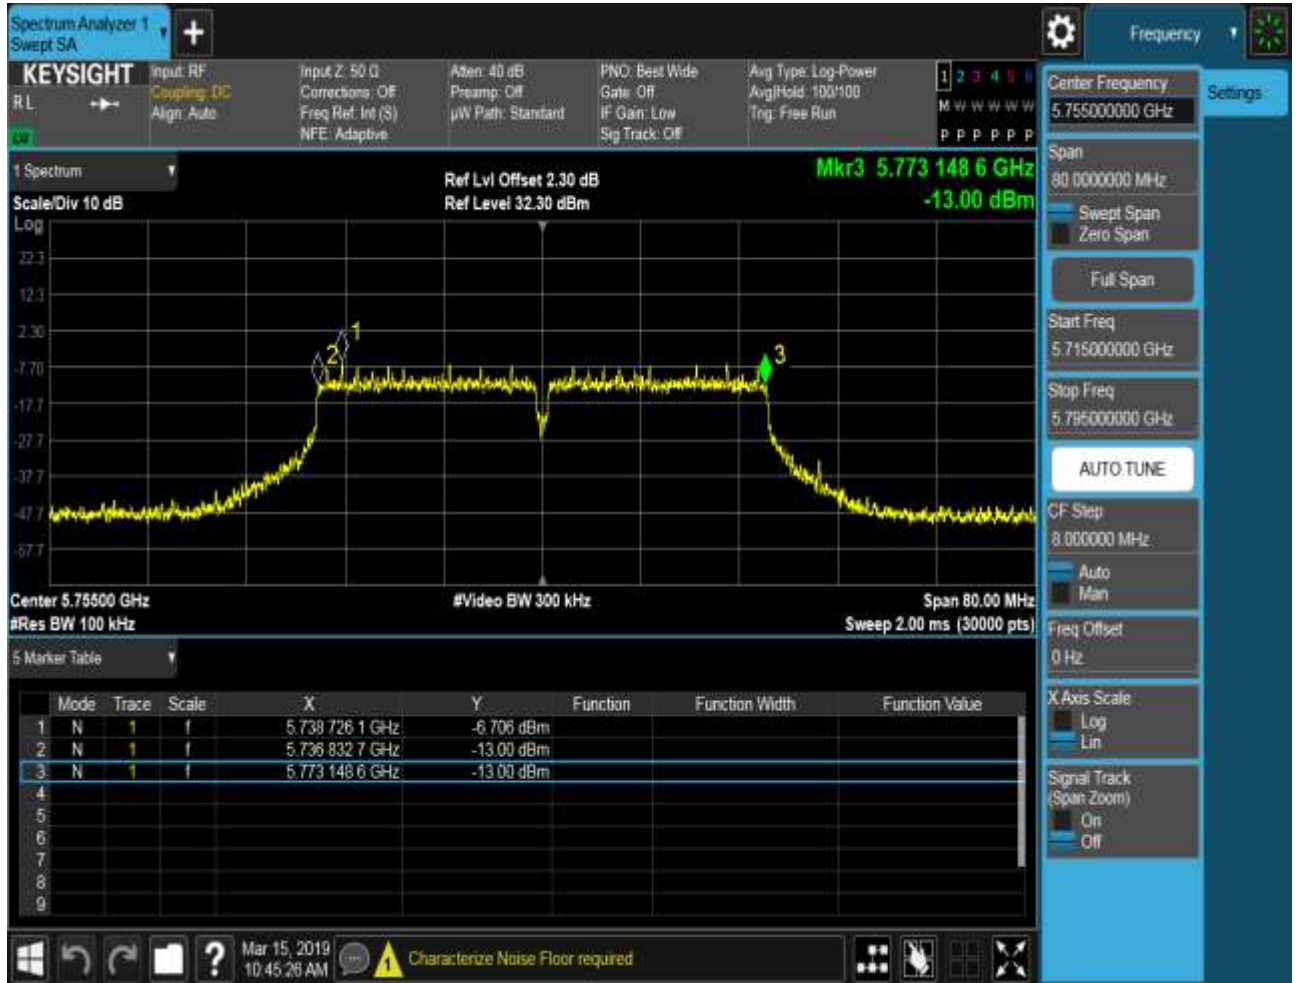 Spectrum Analyzer 1
Swept SA
+
Frequency
KEYSIGHT
RL
Input: RF
Coupling: DC
Align: Auto
Input Z: 50 Ω
Corrections: Off
Freq Ref: Int (S)
NFE: Adaptive
Atten: 40 dB
Preamp: Off
µW Path: Standard
PNO: Best Wide
Gate: Off
IF Gain: Low
Sig Track: Off
Avg Type: Log-Power
Avg|Hold: 100/100
Trig: Free Run
1 2 3 4 5 6
M W W W W W
P P P P P P
1 Spectrum
Scale/Div 10 dB
Ref Lvl Offset 2.30 dB
Ref Level 32.30 dBm
Mkr3 5.773 148 6 GHz
-13.00 dBm
Log
22.3
12.3
2.30
-7.70
-17.7
-27.7
-37.7
-47.7
-57.7
1
2
3
Center 5.75500 GHz
#Res BW 100 kHz
#Video BW 300 kHz
Span 80.00 MHz
Sweep 2.00 ms (30000 pts)
5 Marker Table
Mode Trace Scale X Y Function Function Width Function Value
1 N 1 f 5.738 726 1 GHz -6.706 dBm
2 N 1 f 5.736 832 7 GHz -13.00 dBm
3 N 1 f 5.773 148 6 GHz -13.00 dBm
4
5
6
7
8
9
Mar 15, 2019
10:45:26 AM
?
1
Characterize Noise Floor required
Center Frequency
5.755000000 GHz
Settings
Span
80.0000000 MHz
Swept Span
Zero Span
Full Span
Start Freq
5.715000000 GHz
Stop Freq
5.795000000 GHz
AUTO TUNE
CF Step
8.000000 MHz
Auto
Man
Freq Offset
0 Hz
X Axis Scale
Log
Lin
Signal Track
(Span Zoom)
On
Off